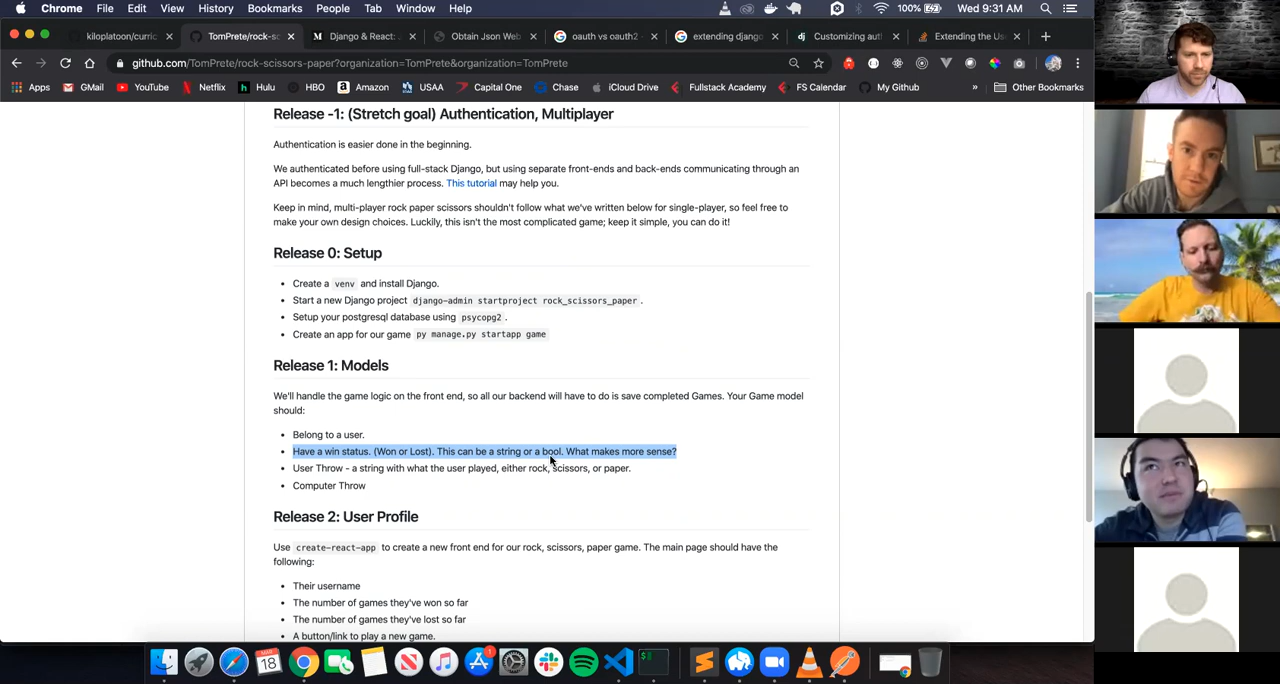 Chrome File Edit View History Bookmarks People Tab Window Help 100% Wed 9:31 AM
kiloplatoon/curric TomPrete/rock-sc Django & React: J Obtain Json Web oauth vs oauth2 - extending django Customizing aut Extending the Us
github.com/TomPrete/rock-scissors-paper?organization=TomPrete&organization=TomPrete
Apps GMail YouTube Netflix Hulu HBO Amazon USAA Capital One Chase iCloud Drive Fullstack Academy FS Calendar My Github » Other Bookmarks
Release -1: (Stretch goal) Authentication, Multiplayer
Authentication is easier done in the beginning.
We authenticated before using full-stack Django, but using separate front-ends and back-ends communicating through an
API becomes a much lengthier process. This tutorial may help you.
Keep in mind, multi-player rock paper scissors shouldn't follow what we've written below for single-player, so feel free to
make your own design choices. Luckily, this isn't the most complicated game; keep it simple, you can do it!
Release 0: Setup
• Create a venv and install Django.
• Start a new Django project django-admin startproject rock_scissors_paper .
• Setup your postgresql database using psycopg2 .
• Create an app for our game py manage.py startapp game
Release 1: Models
We'll handle the game logic on the front end, so all our backend will have to do is save completed Games. Your Game model
should:
• Belong to a user.
• Have a win status. (Won or Lost). This can be a string or a bool. What makes more sense?
• User Throw - a string with what the user played, either rock, scissors, or paper.
• Computer Throw
Release 2: User Profile
Use create-react-app to create a new front end for our rock, scissors, paper game. The main page should have the
following:
• Their username
• The number of games they've won so far
• The number of games they've lost so far
• A button/link to play a new game.
18